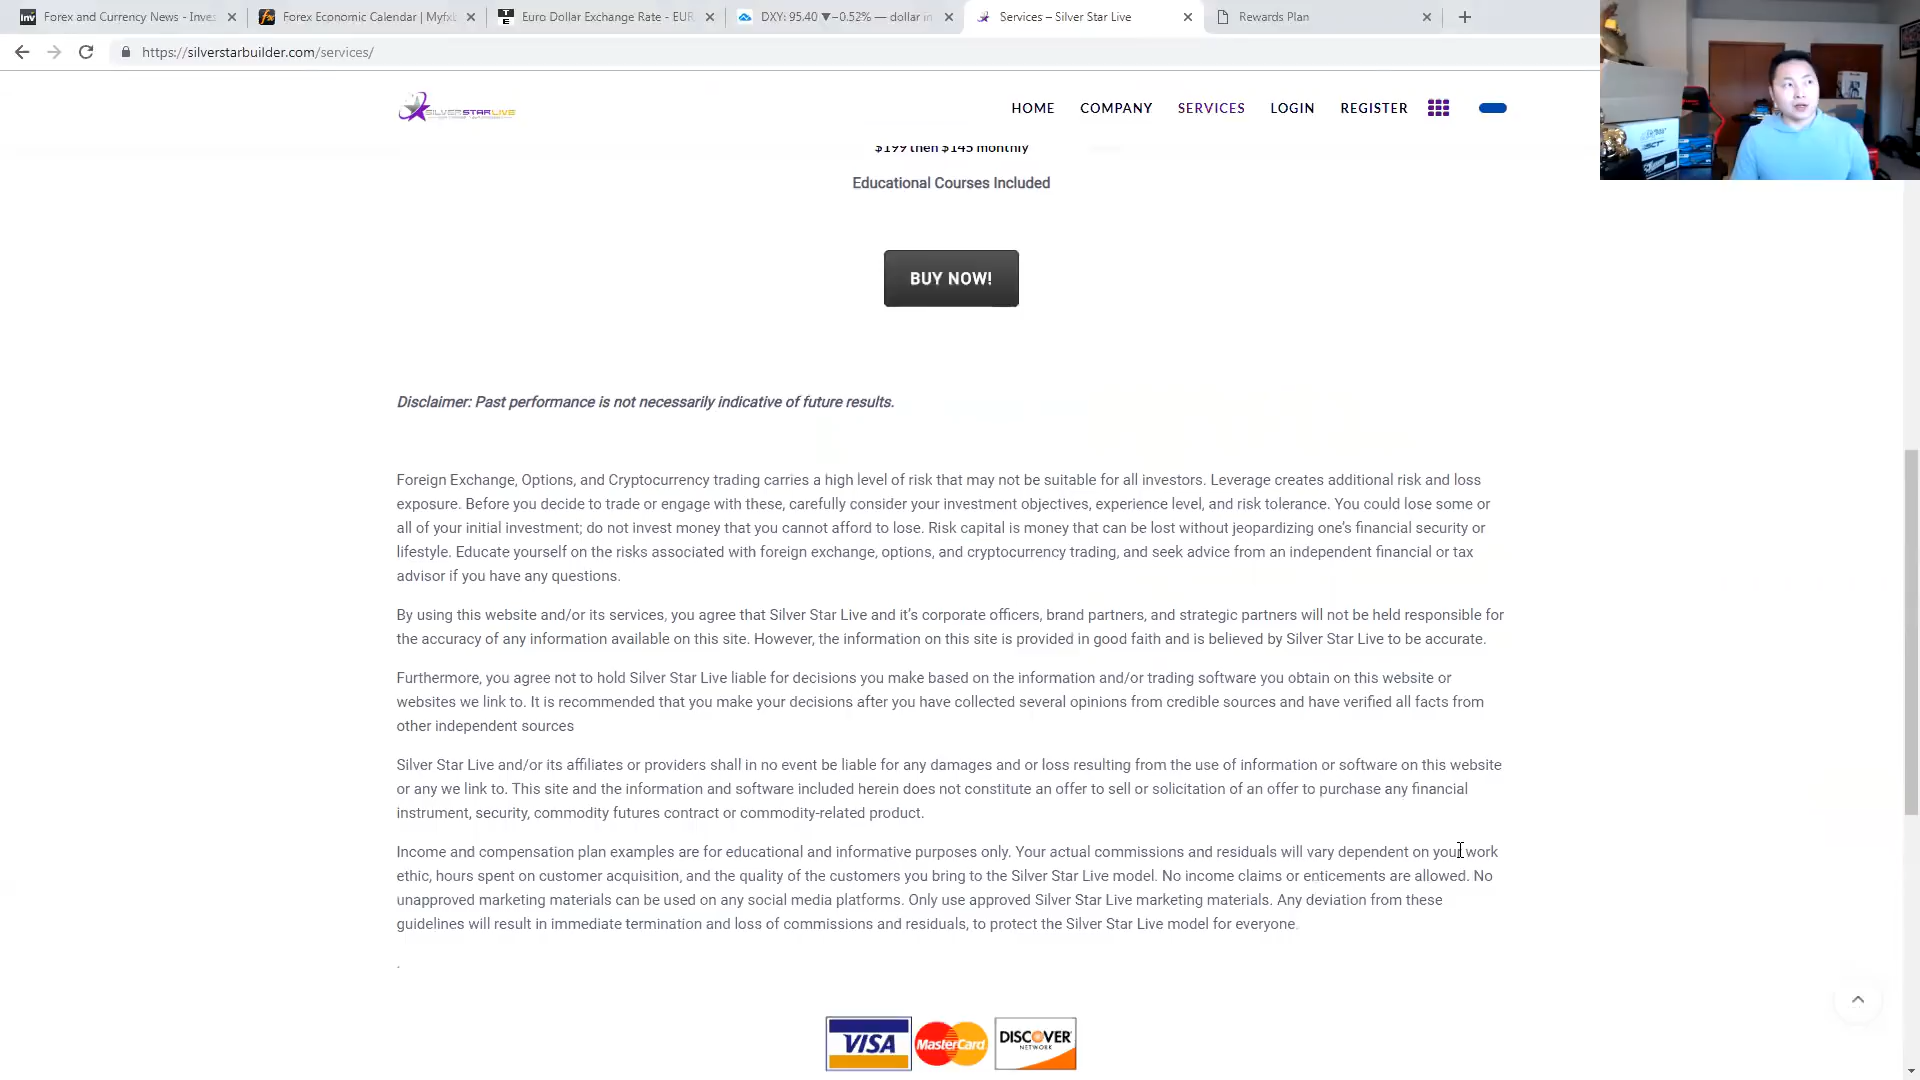 Forex and Currency News - Inves
Forex Economic Calendar | Myfxb
Euro Dollar Exchange Rate - EUR
DXY: 95.40 ▼−0.52% — dollar in
Services – Silver Star Live
Rewards Plan
https://silverstarbuilder.com/services/
SILVERSTARLIVE
HOME
COMPANY
SERVICES
LOGIN
REGISTER
$199 then $145 monthly
Educational Courses Included
BUY NOW!
Disclaimer: Past performance is not necessarily indicative of future results.
Foreign Exchange, Options, and Cryptocurrency trading carries a high level of risk that may not be suitable for all investors. Leverage creates additional risk and loss
exposure. Before you decide to trade or engage with these, carefully consider your investment objectives, experience level, and risk tolerance. You could lose some or
all of your initial investment; do not invest money that you cannot afford to lose. Risk capital is money that can be lost without jeopardizing one’s financial security or
lifestyle. Educate yourself on the risks associated with foreign exchange, options, and cryptocurrency trading, and seek advice from an independent financial or tax
advisor if you have any questions.
By using this website and/or its services, you agree that Silver Star Live and it’s corporate officers, brand partners, and strategic partners will not be held responsible for
the accuracy of any information available on this site. However, the information on this site is provided in good faith and is believed by Silver Star Live to be accurate.
Furthermore, you agree not to hold Silver Star Live liable for decisions you make based on the information and/or trading software you obtain on this website or
websites we link to. It is recommended that you make your decisions after you have collected several opinions from credible sources and have verified all facts from
other independent sources
Silver Star Live and/or its affiliates or providers shall in no event be liable for any damages and or loss resulting from the use of information or software on this website
or any we link to. This site and the information and software included herein does not constitute an offer to sell or solicitation of an offer to purchase any financial
instrument, security, commodity futures contract or commodity-related product.
Income and compensation plan examples are for educational and informative purposes only. Your actual commissions and residuals will vary dependent on your work
ethic, hours spent on customer acquisition, and the quality of the customers you bring to the Silver Star Live model. No income claims or enticements are allowed. No
unapproved marketing materials can be used on any social media platforms. Only use approved Silver Star Live marketing materials. Any deviation from these
guidelines will result in immediate termination and loss of commissions and residuals, to protect the Silver Star Live model for everyone.
.
VISA
MasterCard
DISCOVER
NETWORK